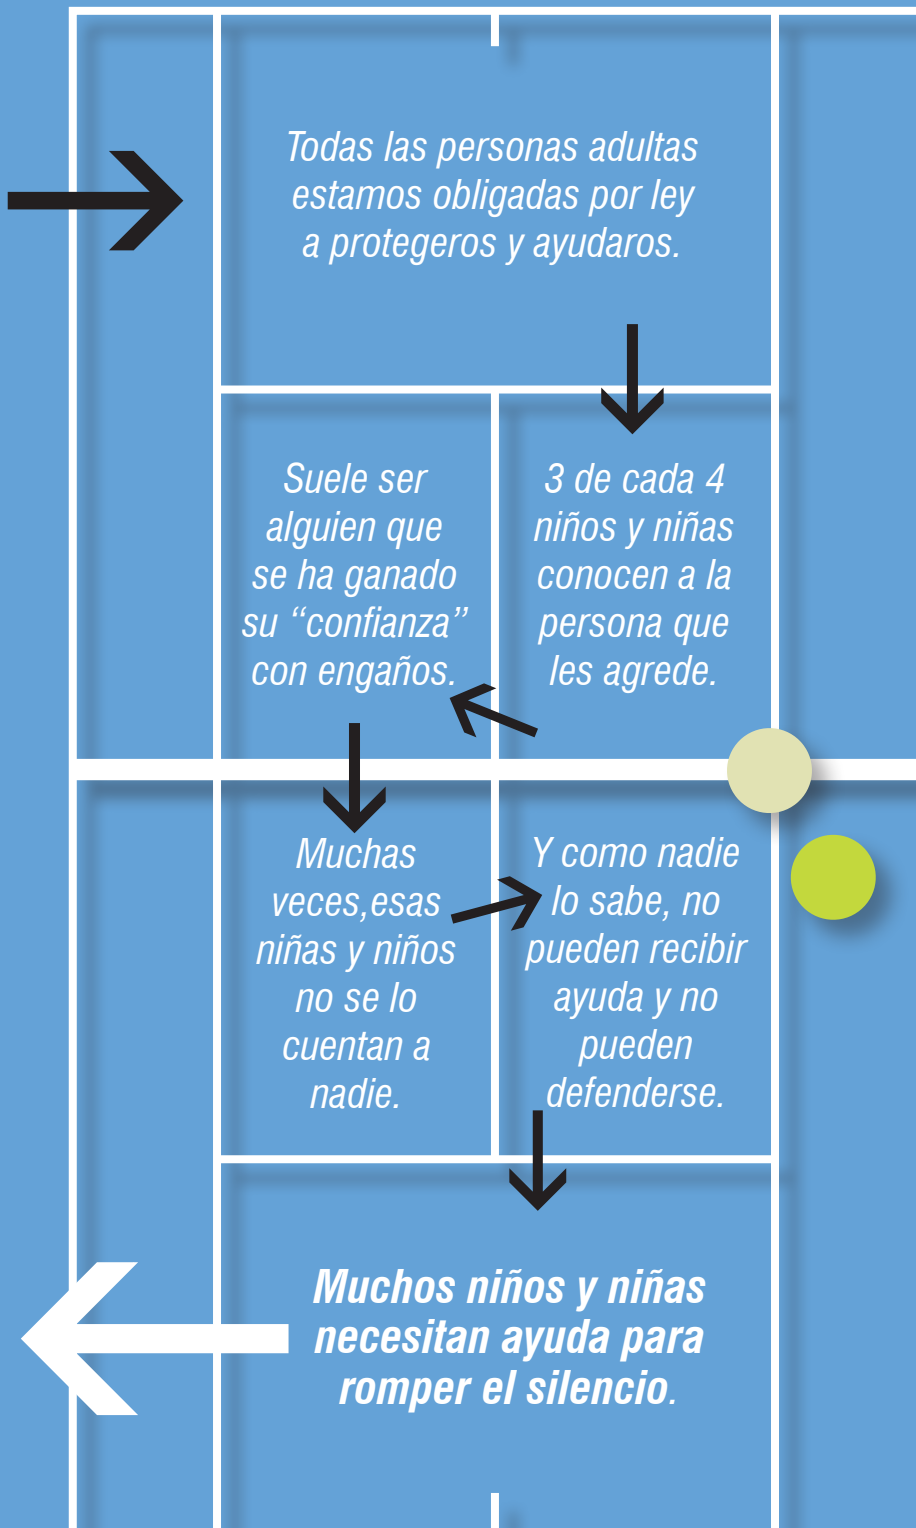 Todas las personas adultas
estamos obligadas por ley
a protegeros y ayudaros.
3 de cada 4
niños y niñas
conocen a la
persona que
les agrede.
Suele ser
alguien que
se ha ganado
su “confianza”
con engaños.
Muchas
veces,esas
niñas y niños
no se lo
cuentan a
nadie.
Y como nadie
lo sabe, no
pueden recibir
ayuda y no
pueden
defenderse.
Muchos niños y niñas
necesitan ayuda para
romper el silencio.